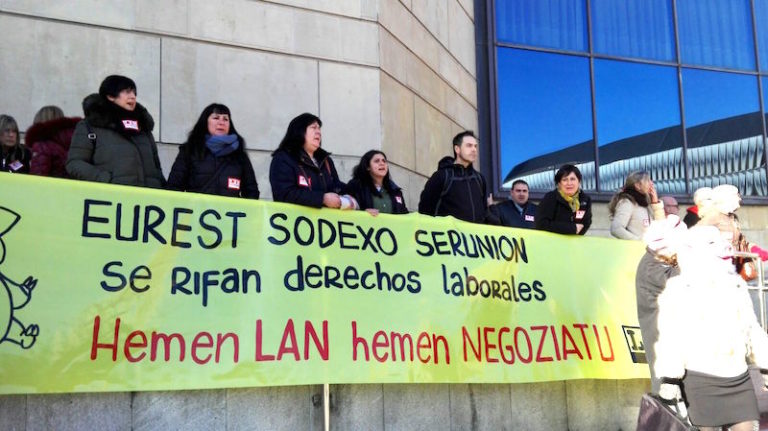 EUREST SODEXO SERUNION
Se RIFan DerecHos laborales
Hemen LAN hemen NEGOZIATU